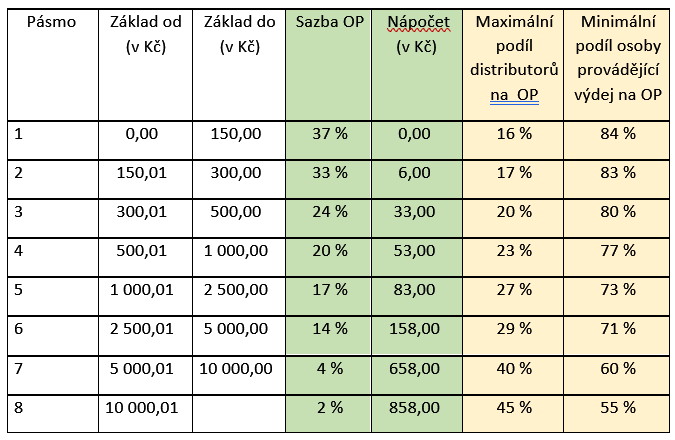 Pásmo Základ od (v Kč) Základ do (v Kč) Sazba OP Nápočet (v Kč) Maximální podíl distributorů na OP Minimální podíl osoby provádějící výdej na OP
1 0,00 150,00 37 % 0,00 16 % 84 %
2 150,01 300,00 33 % 6,00 17 % 83 %
3 300,01 500,00 24 % 33,00 20 % 80 %
4 500,01 1 000,00 20 % 53,00 23 % 77 %
5 1 000,01 2 500,00 17 % 83,00 27 % 73 %
6 2 500,01 5 000,00 14 % 158,00 29 % 71 %
7 5 000,01 10 000,00 4 % 658,00 40 % 60 %
8 10 000,01 2 % 858,00 45 % 55 %